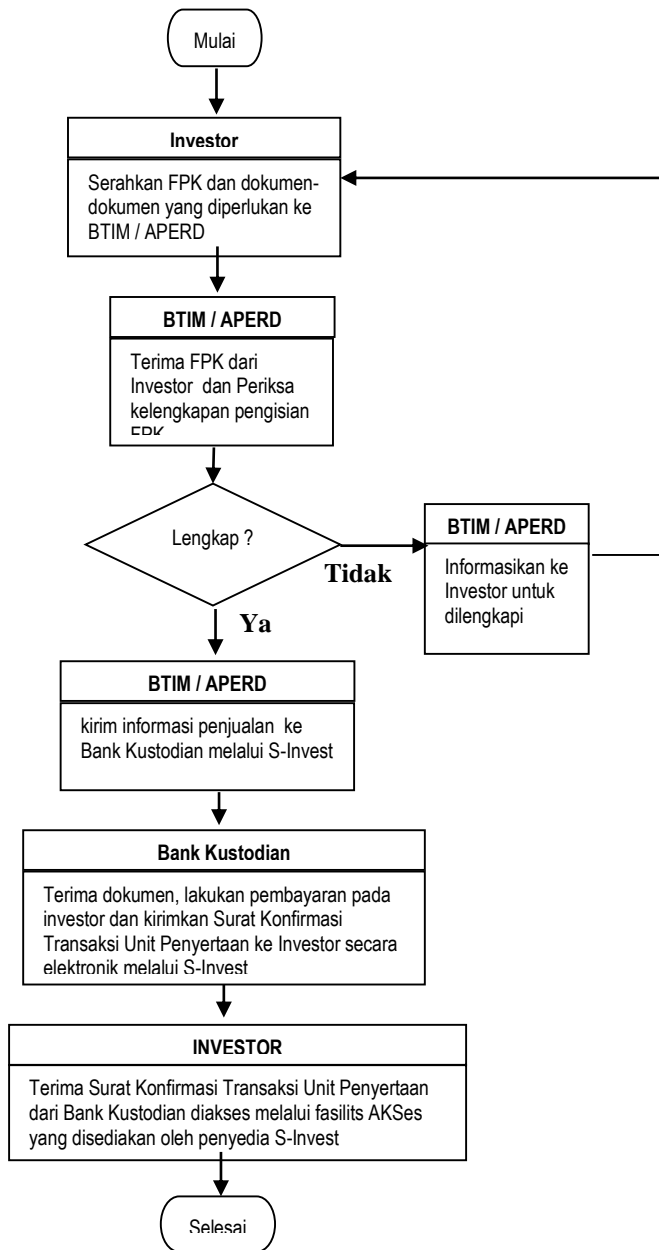 Mulai
Investor
Serahkan FPK dan dokumen-
dokumen yang diperlukan ke
BTIM / APERD
BTIM / APERD
Terima FPK dari
Investor dan Periksa
kelengkapan pengisian
FPK
Lengkap ?
Tidak
BTIM / APERD
Informasikan ke
Investor untuk
dilengkapi
Ya
BTIM / APERD
kirim informasi penjualan ke
Bank Kustodian melalui S-Invest
Bank Kustodian
Terima dokumen, lakukan pembayaran pada
investor dan kirimkan Surat Konfirmasi
Transaksi Unit Penyertaan ke Investor secara
elektronik melalui S-Invest
INVESTOR
Terima Surat Konfirmasi Transaksi Unit Penyertaan
dari Bank Kustodian diakses melalui fasilits AKSes
yang disediakan oleh penyedia S-Invest
Selesai